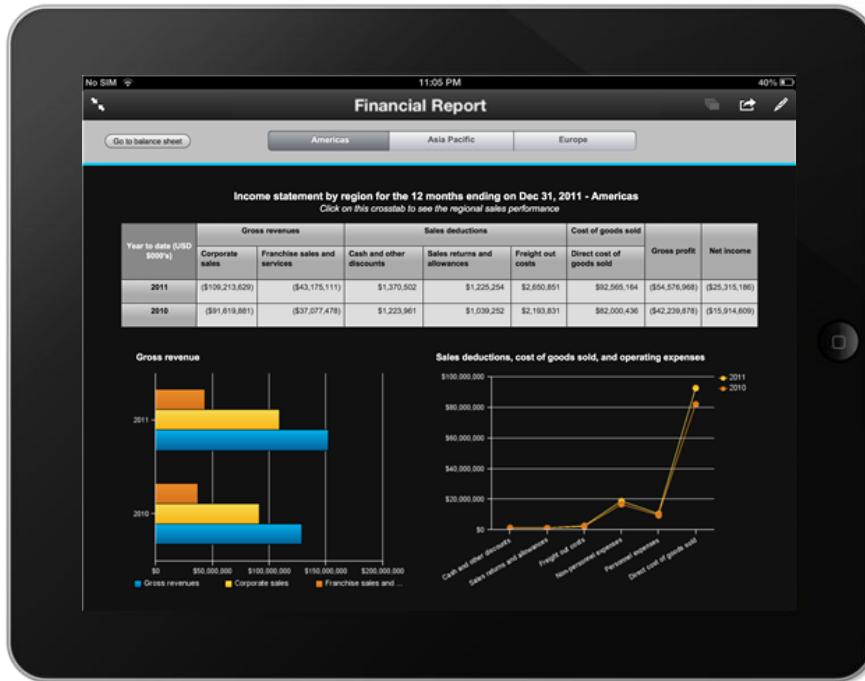 No SIM 11:05 PM 40%
Financial Report
Go to balance sheet Americas Asia Pacific Europe
Income statement by region for the 12 months ending on Dec 31, 2011 - Americas
Click on this crosstab to see the regional sales performance
Year to date (USD $000's) Gross revenues Sales deductions Cost of goods sold Gross profit Net income
Corporate sales Franchise sales and services Cash and other discounts Sales returns and allowances Freight out costs Direct cost of goods sold
2011 ($109,213,629) ($43,175,111) $1,370,502 $1,225,254 $2,650,851 $92,565,164 ($54,576,968) ($25,315,186)
2010 ($91,619,881) ($37,077,478) $1,223,961 $1,039,252 $2,193,831 $82,000,436 ($42,239,878) ($15,914,609)
Gross revenue
2011
2010
$0 $50,000,000 $100,000,000 $150,000,000 $200,000,000
Gross revenues Corporate sales Franchise sales and ...
Sales deductions, cost of goods sold, and operating expenses
$100,000,000
$80,000,000
$60,000,000
$40,000,000
$20,000,000
$0
2011
2010
Cash and other discounts
Sales returns and allowances
Freight out costs
Non-personnel expenses
Personnel expenses
Direct cost of goods sold